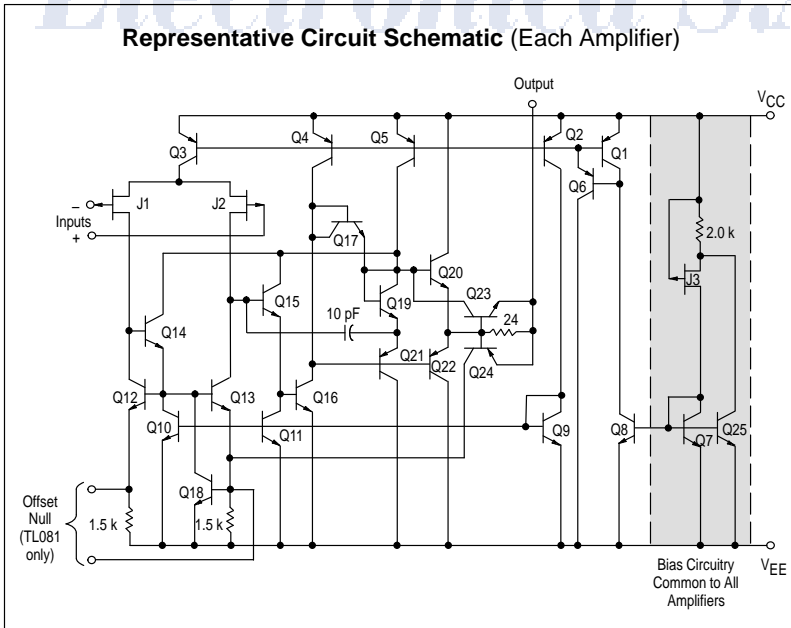 Electronica S.A
Representative Circuit Schematic (Each Amplifier)
Output
VCC
Q3
Q4
Q5
Q2
Q1
Q6
–
Inputs
+
J1
J2
Q17
2.0 k
J3
Q20
Q15
Q19
Q23
10 pF
24
Q14
Q21
Q22
Q24
Q12
Q13
Q16
Q10
Q11
Q9
Q8
Q7
Q25
Q18
Offset
Null
(TL081
only)
1.5 k
1.5 k
VEE
Bias Circuitry
Common to All
Amplifiers